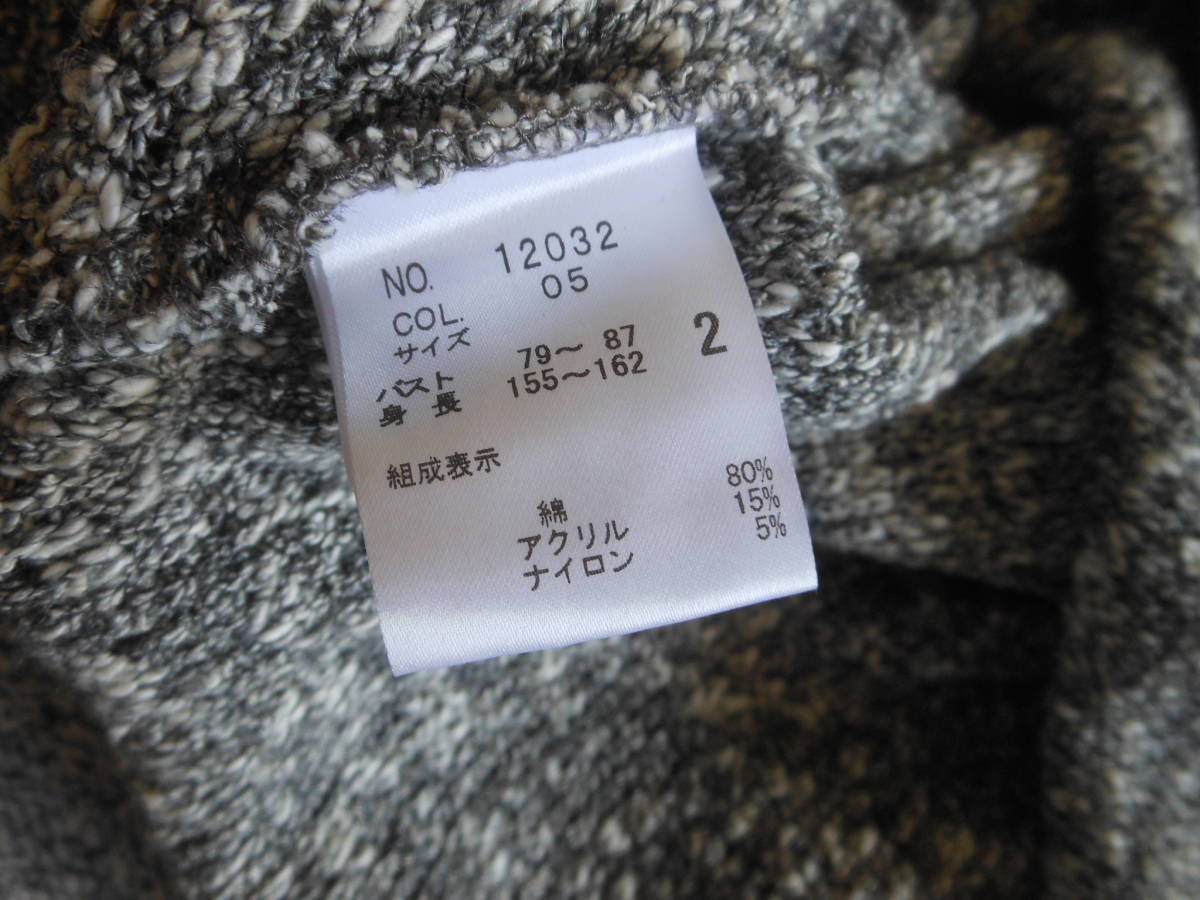 NO. 12032
COL. 05
サイズ 2
バスト 79～ 87
身 長 155～162
組成表示
綿 80%
アクリル 15%
ナイロン 5%